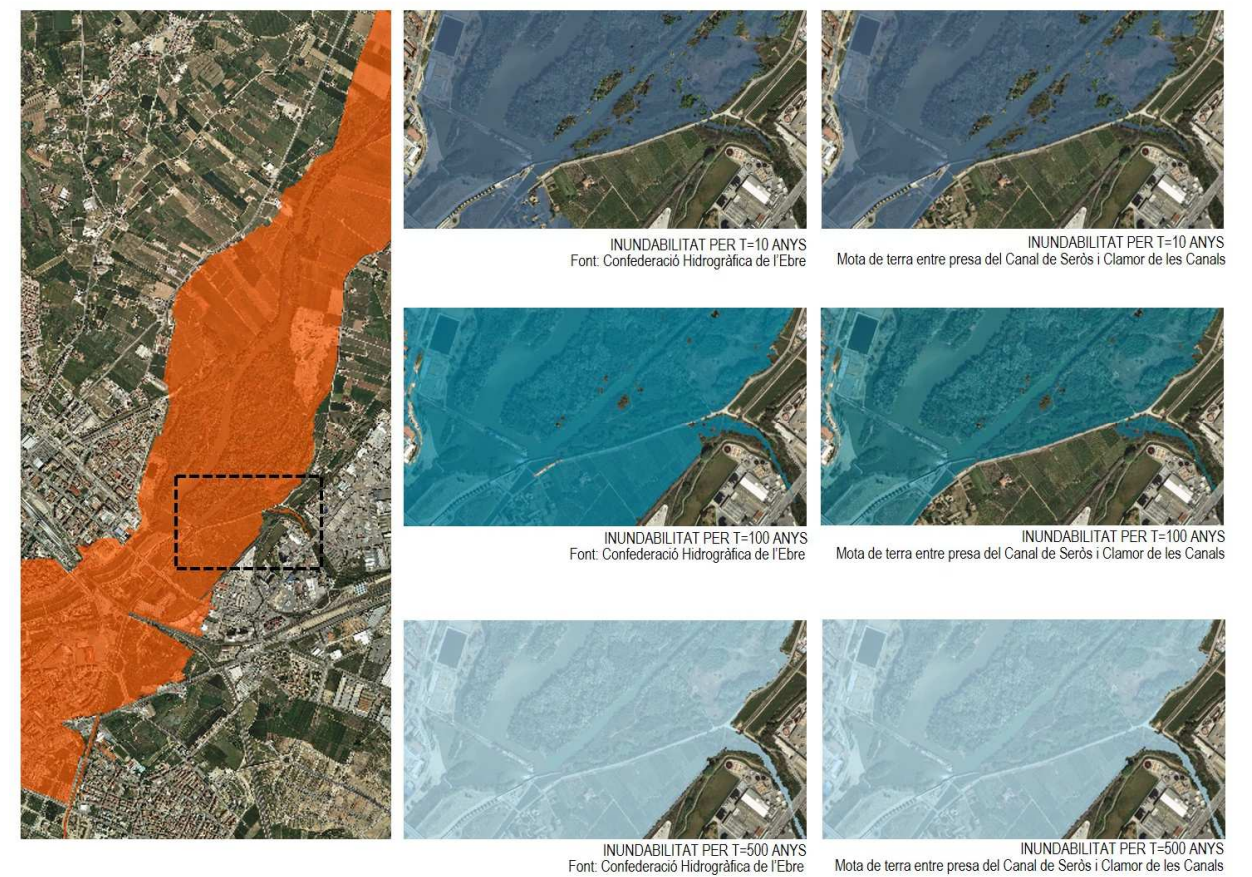 INUNDABILITAT PER T=10 ANYS
Font: Confederació Hidrogràfica de l'Ebre
INUNDABILITAT PER T=10 ANYS
Mota de terra entre presa del Canal de Seròs i Clamor de les Canals
INUNDABILITAT PER T=100 ANYS
Font: Confederació Hidrogràfica de l'Ebre
INUNDABILITAT PER T=100 ANYS
Mota de terra entre presa del Canal de Seròs i Clamor de les Canals
INUNDABILITAT PER T=500 ANYS
Font: Confederació Hidrogràfica de l'Ebre
INUNDABILITAT PER T=500 ANYS
Mota de terra entre presa del Canal de Seròs i Clamor de les Canals